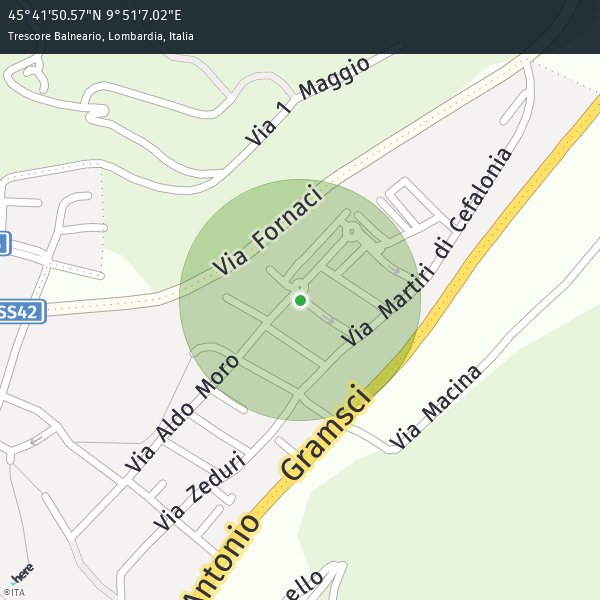 45°41'50.57"N 9°51'7.02"E
Trescore Balneario, Lombardia, Italia
Via 1 Maggio
Via Fornaci
Via Martiri di Cefalonia
SS42
Via Aldo Moro
Gramsci
Via Macina
Via Zeduri
Antonio
ello
here
©ITA